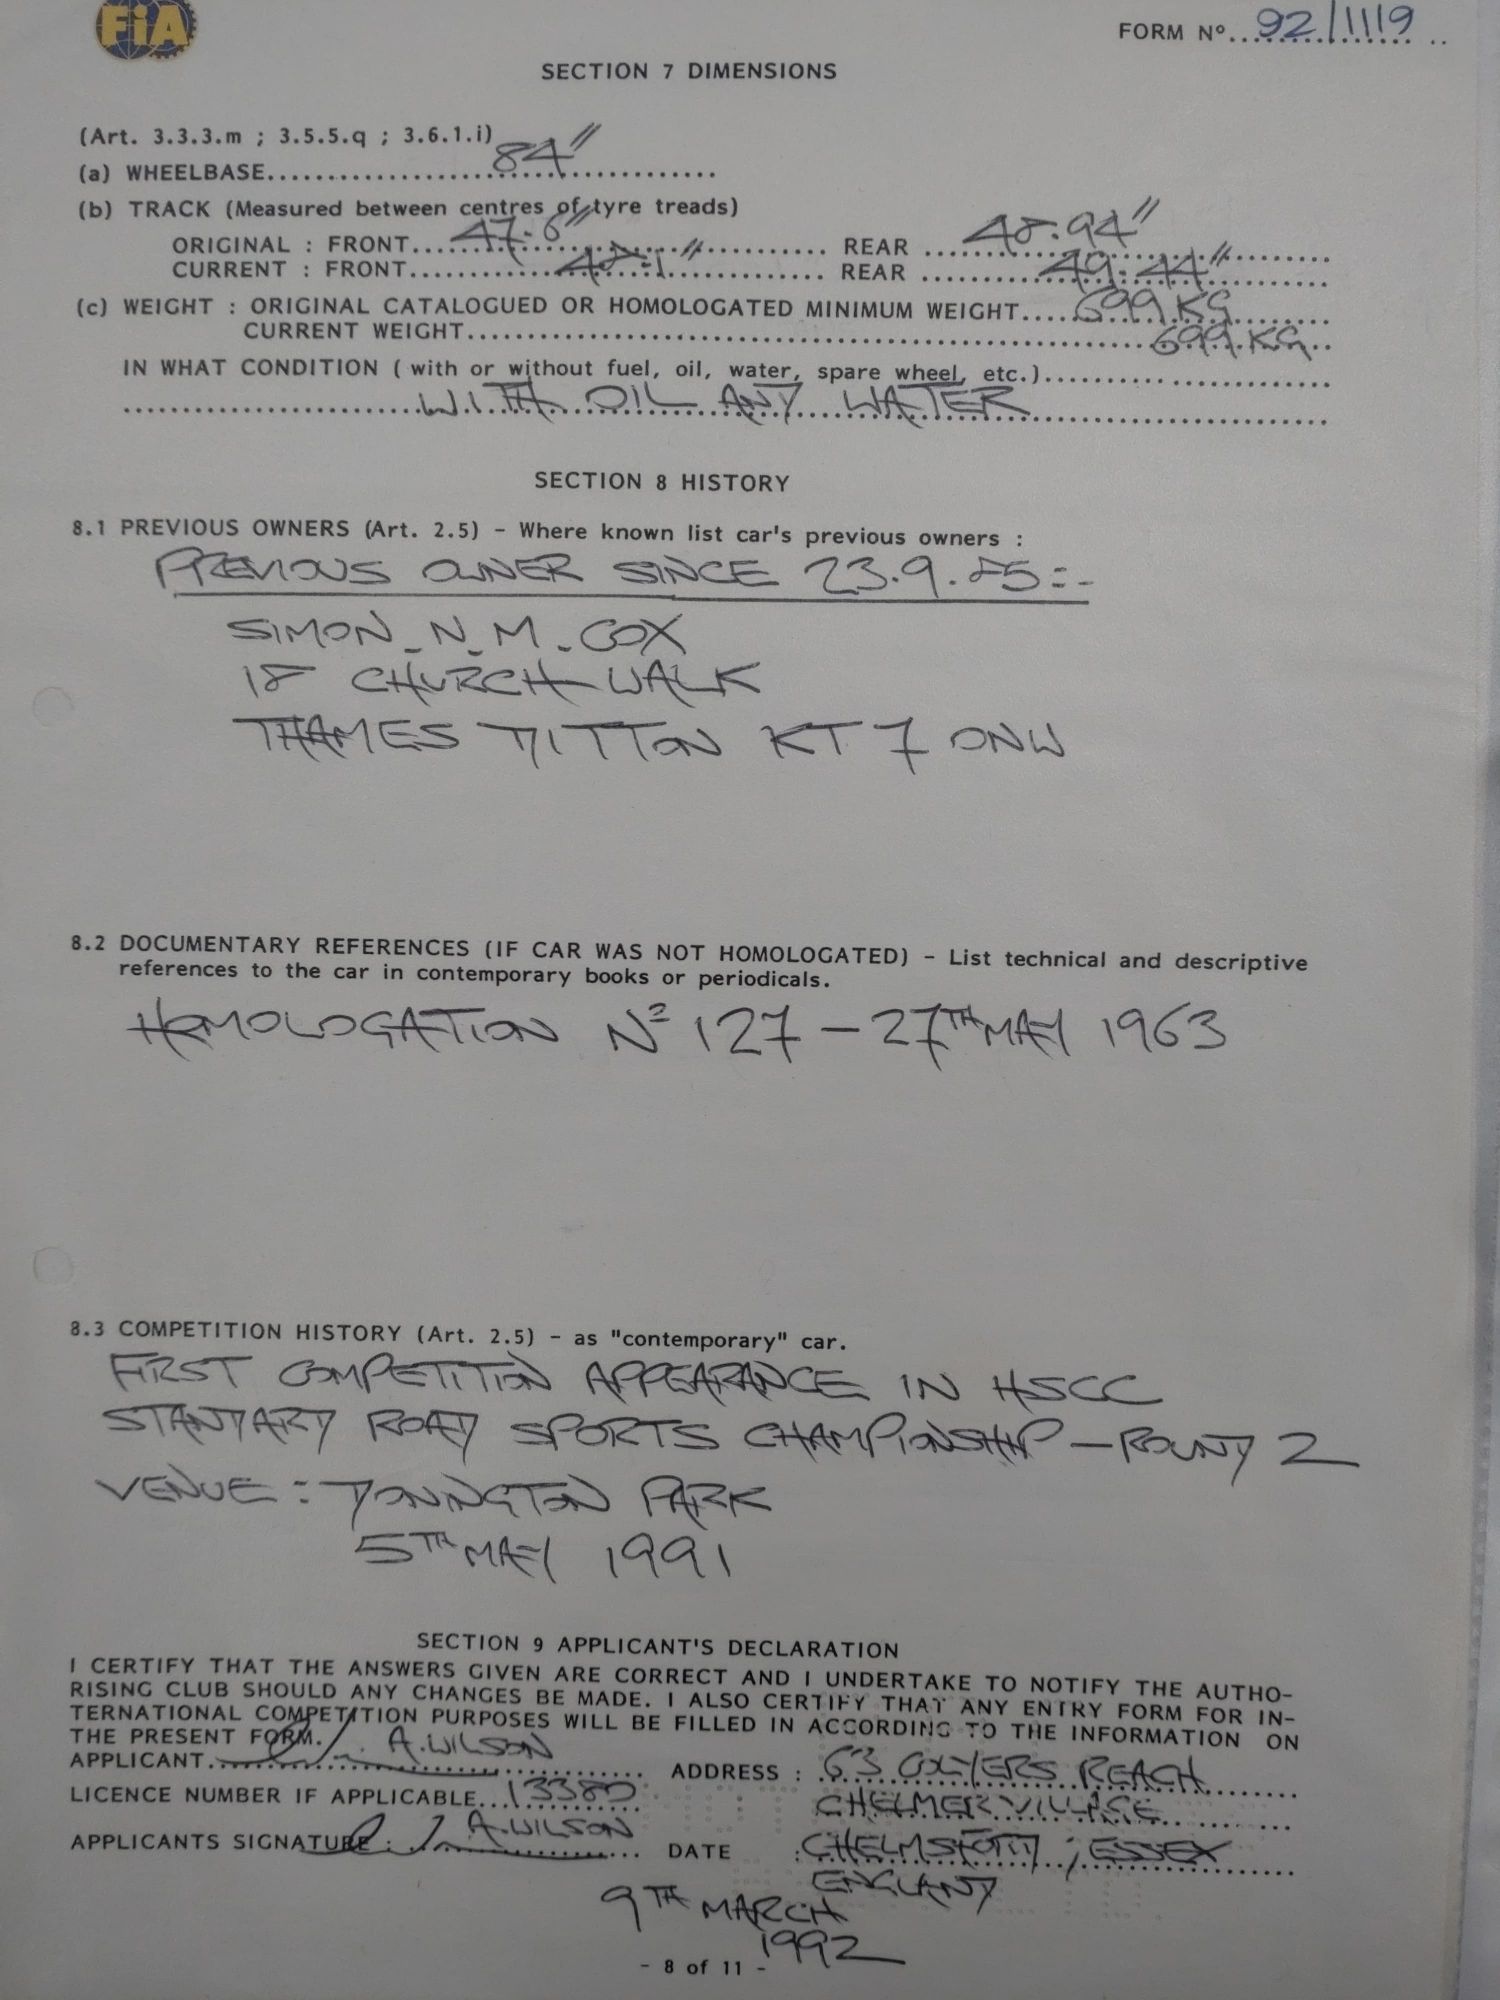 FIA
FORM Nº...92/1119
SECTION 7 DIMENSIONS
(Art. 3.3.3.m ; 3.5.5.q ; 3.6.1.i)
(a) WHEELBASE... 84"
(b) TRACK (Measured between centres of tyre treads)
ORIGINAL : FRONT... 47.6" ... REAR ... 48.94"
CURRENT : FRONT... 48.1" ... REAR ... 49.44"
(c) WEIGHT : ORIGINAL CATALOGUED OR HOMOLOGATED MINIMUM WEIGHT... 699 KG
CURRENT WEIGHT... 699 KG
IN WHAT CONDITION ( with or without fuel, oil, water, spare wheel, etc.)...
WITH OIL AND WATER
SECTION 8 HISTORY
8.1 PREVIOUS OWNERS (Art. 2.5) - Where known list car's previous owners :
PREVIOUS OWNER SINCE 23.9.85:-
SIMON. N. M. COX
18 CHURCH WALK
THAMES DITTON KT7 0NW
8.2 DOCUMENTARY REFERENCES (IF CAR WAS NOT HOMOLOGATED) - List technical and descriptive
references to the car in contemporary books or periodicals.
HOMOLOGATION Nº 127 - 27TH MAY 1963
8.3 COMPETITION HISTORY (Art. 2.5) - as "contemporary" car.
FIRST COMPETITION APPEARANCE IN HSCC
STANDARD ROAD SPORTS CHAMPIONSHIP - ROUND 2
VENUE : DONINGTON PARK
5TH MAY 1991
SECTION 9 APPLICANT'S DECLARATION
I CERTIFY THAT THE ANSWERS GIVEN ARE CORRECT AND I UNDERTAKE TO NOTIFY THE AUTHO-
RISING CLUB SHOULD ANY CHANGES BE MADE. I ALSO CERTIFY THAT ANY ENTRY FORM FOR IN-
TERNATIONAL COMPETITION PURPOSES WILL BE FILLED IN ACCORDING TO THE INFORMATION ON
THE PRESENT FORM.
APPLICANT... A. WILSON ... ADDRESS : 63 COLYERS REACH
LICENCE NUMBER IF APPLICABLE... 13380 CHELMER VILLAGE
APPLICANTS SIGNATURE : A. WILSON ... DATE : CHELMSFORD, ESSEX
ENGLAND
9TH MARCH
1992
- 8 of 11 -